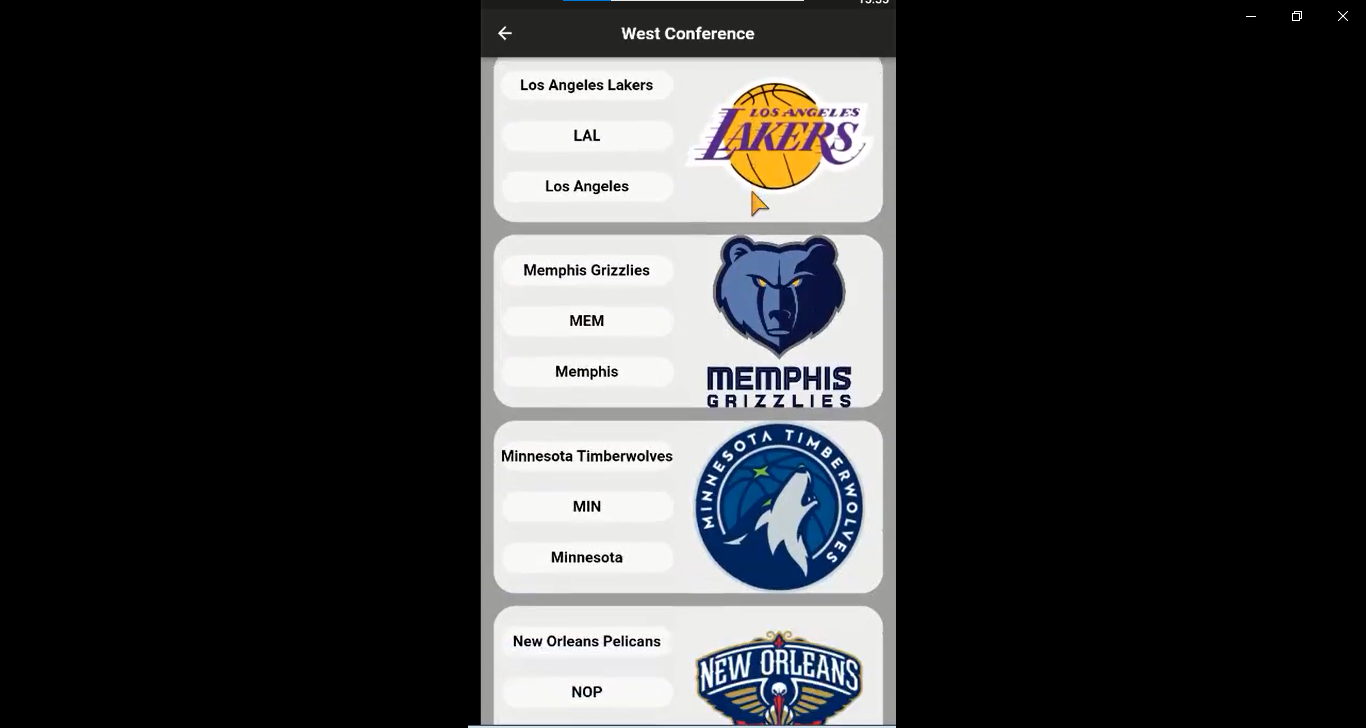 West Conference
Los Angeles Lakers
LAL
Los Angeles
LOS ANGELES
LAKERS
Memphis Grizzlies
MEM
Memphis
MEMPHIS
GRIZZLIES
Minnesota Timberwolves
MIN
Minnesota
MINNESOTA TIMBERWOLVES
New Orleans Pelicans
NOP
NEW ORLEANS